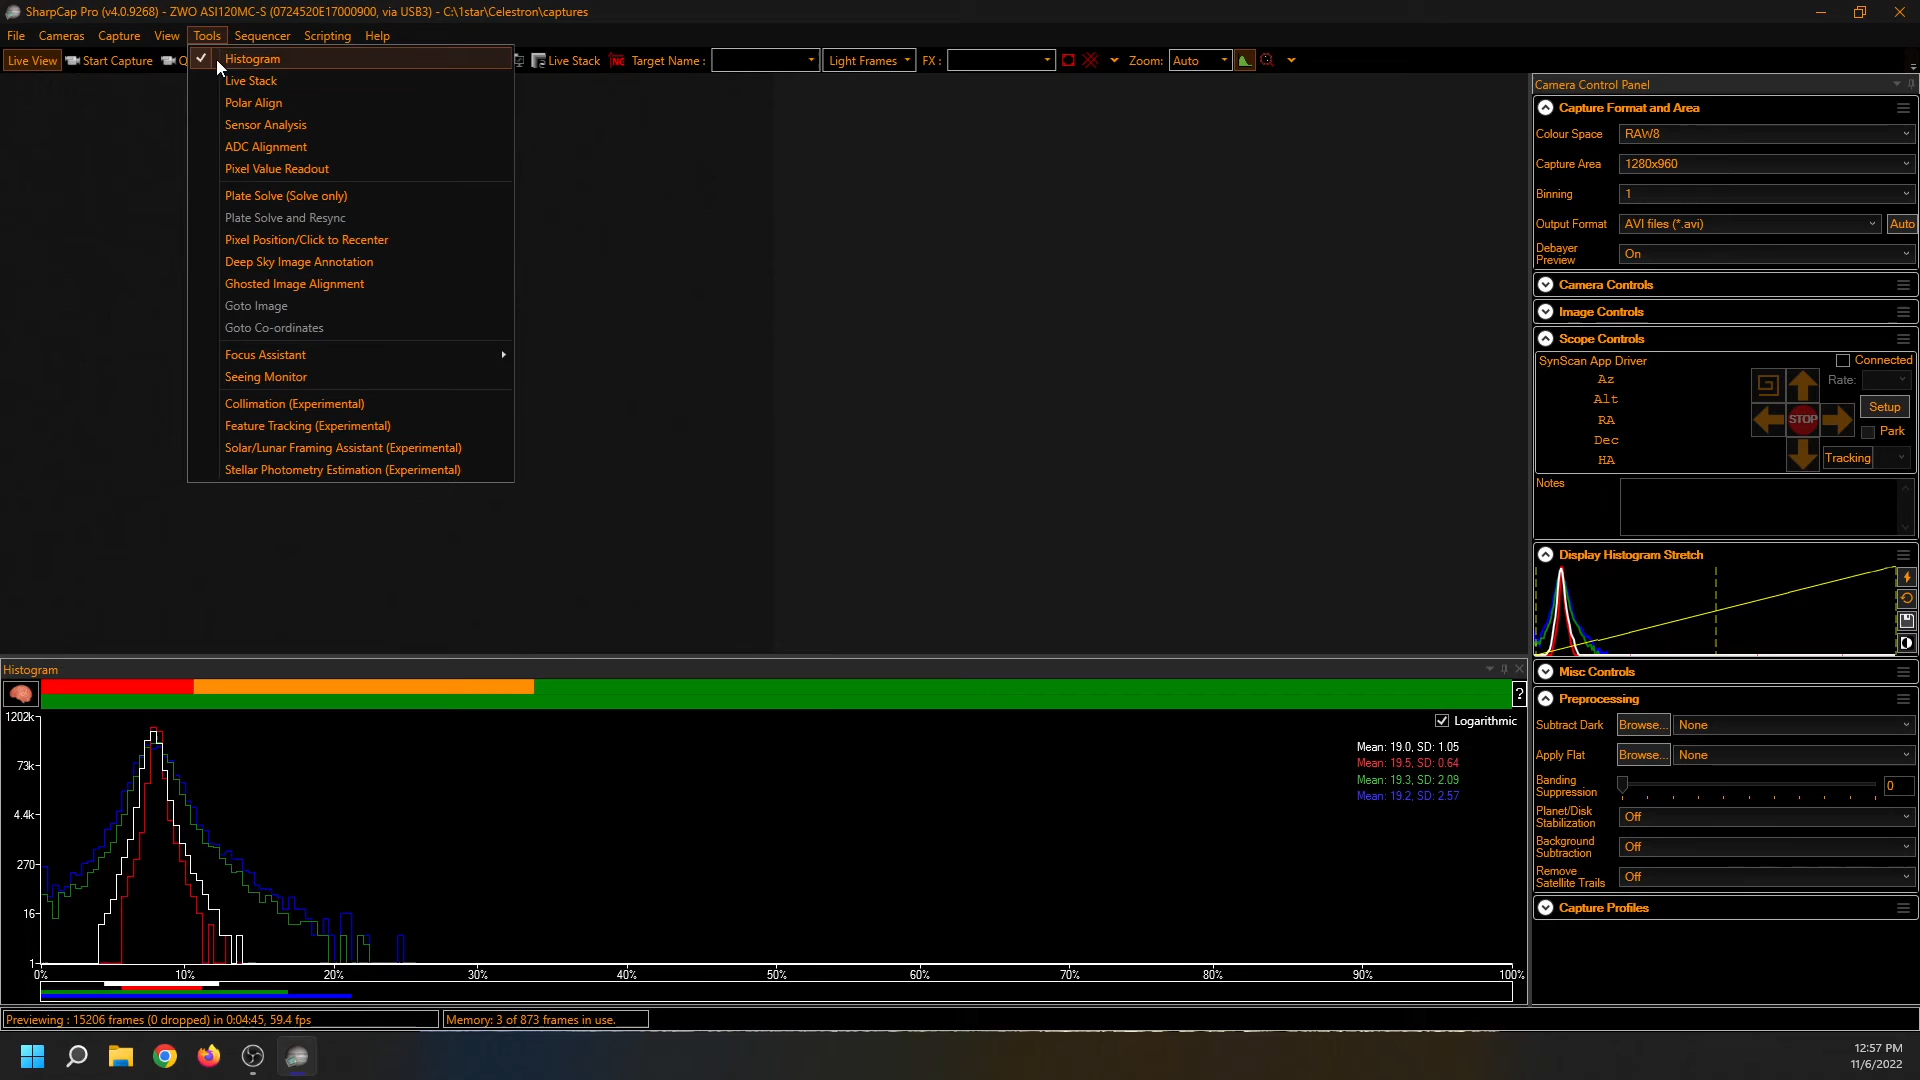 SharpCap Pro (v4.0.9268) - ZWO ASI120MC-S (0724520E17000900, via USB3) - C:\1star\Celestron\captures
File Cameras Capture View Tools Sequencer Scripting Help
Live View Start Capture Q Live Stack Target Name : Light Frames FX : Zoom: Auto
Histogram
Live Stack
Polar Align
Sensor Analysis
ADC Alignment
Pixel Value Readout
Plate Solve (Solve only)
Plate Solve and Resync
Pixel Position/Click to Recenter
Deep Sky Image Annotation
Ghosted Image Alignment
Goto Image
Goto Co-ordinates
Focus Assistant
Seeing Monitor
Collimation (Experimental)
Feature Tracking (Experimental)
Solar/Lunar Framing Assistant (Experimental)
Stellar Photometry Estimation (Experimental)
Camera Control Panel
Capture Format and Area
Colour Space RAW8
Capture Area 1280x960
Binning 1
Output Format AVI files (*.avi) Auto
Debayer Preview On
Camera Controls
Image Controls
Scope Controls
SynScan App Driver Connected
Az Rate:
Alt Setup
RA STOP Park
Dec Tracking
HA
Notes
Display Histogram Stretch
Misc Controls
Preprocessing
Subtract Dark Browse... None
Apply Flat Browse... None
Banding Suppression 0
Planet/Disk Stabilization Off
Background Subtraction Off
Remove Satellite Trails Off
Capture Profiles
Histogram
?
Logarithmic
Mean: 19.0, SD: 1.05
Mean: 19.5, SD: 0.64
Mean: 19.3, SD: 2.09
Mean: 19.2, SD: 2.57
1202k
73k
4.4k
270
16
1
0% 10% 20% 30% 40% 50% 60% 70% 80% 90% 100%
Previewing : 15206 frames (0 dropped) in 0:04:45, 59.4 fps Memory: 3 of 873 frames in use.
12:57 PM
11/6/2022